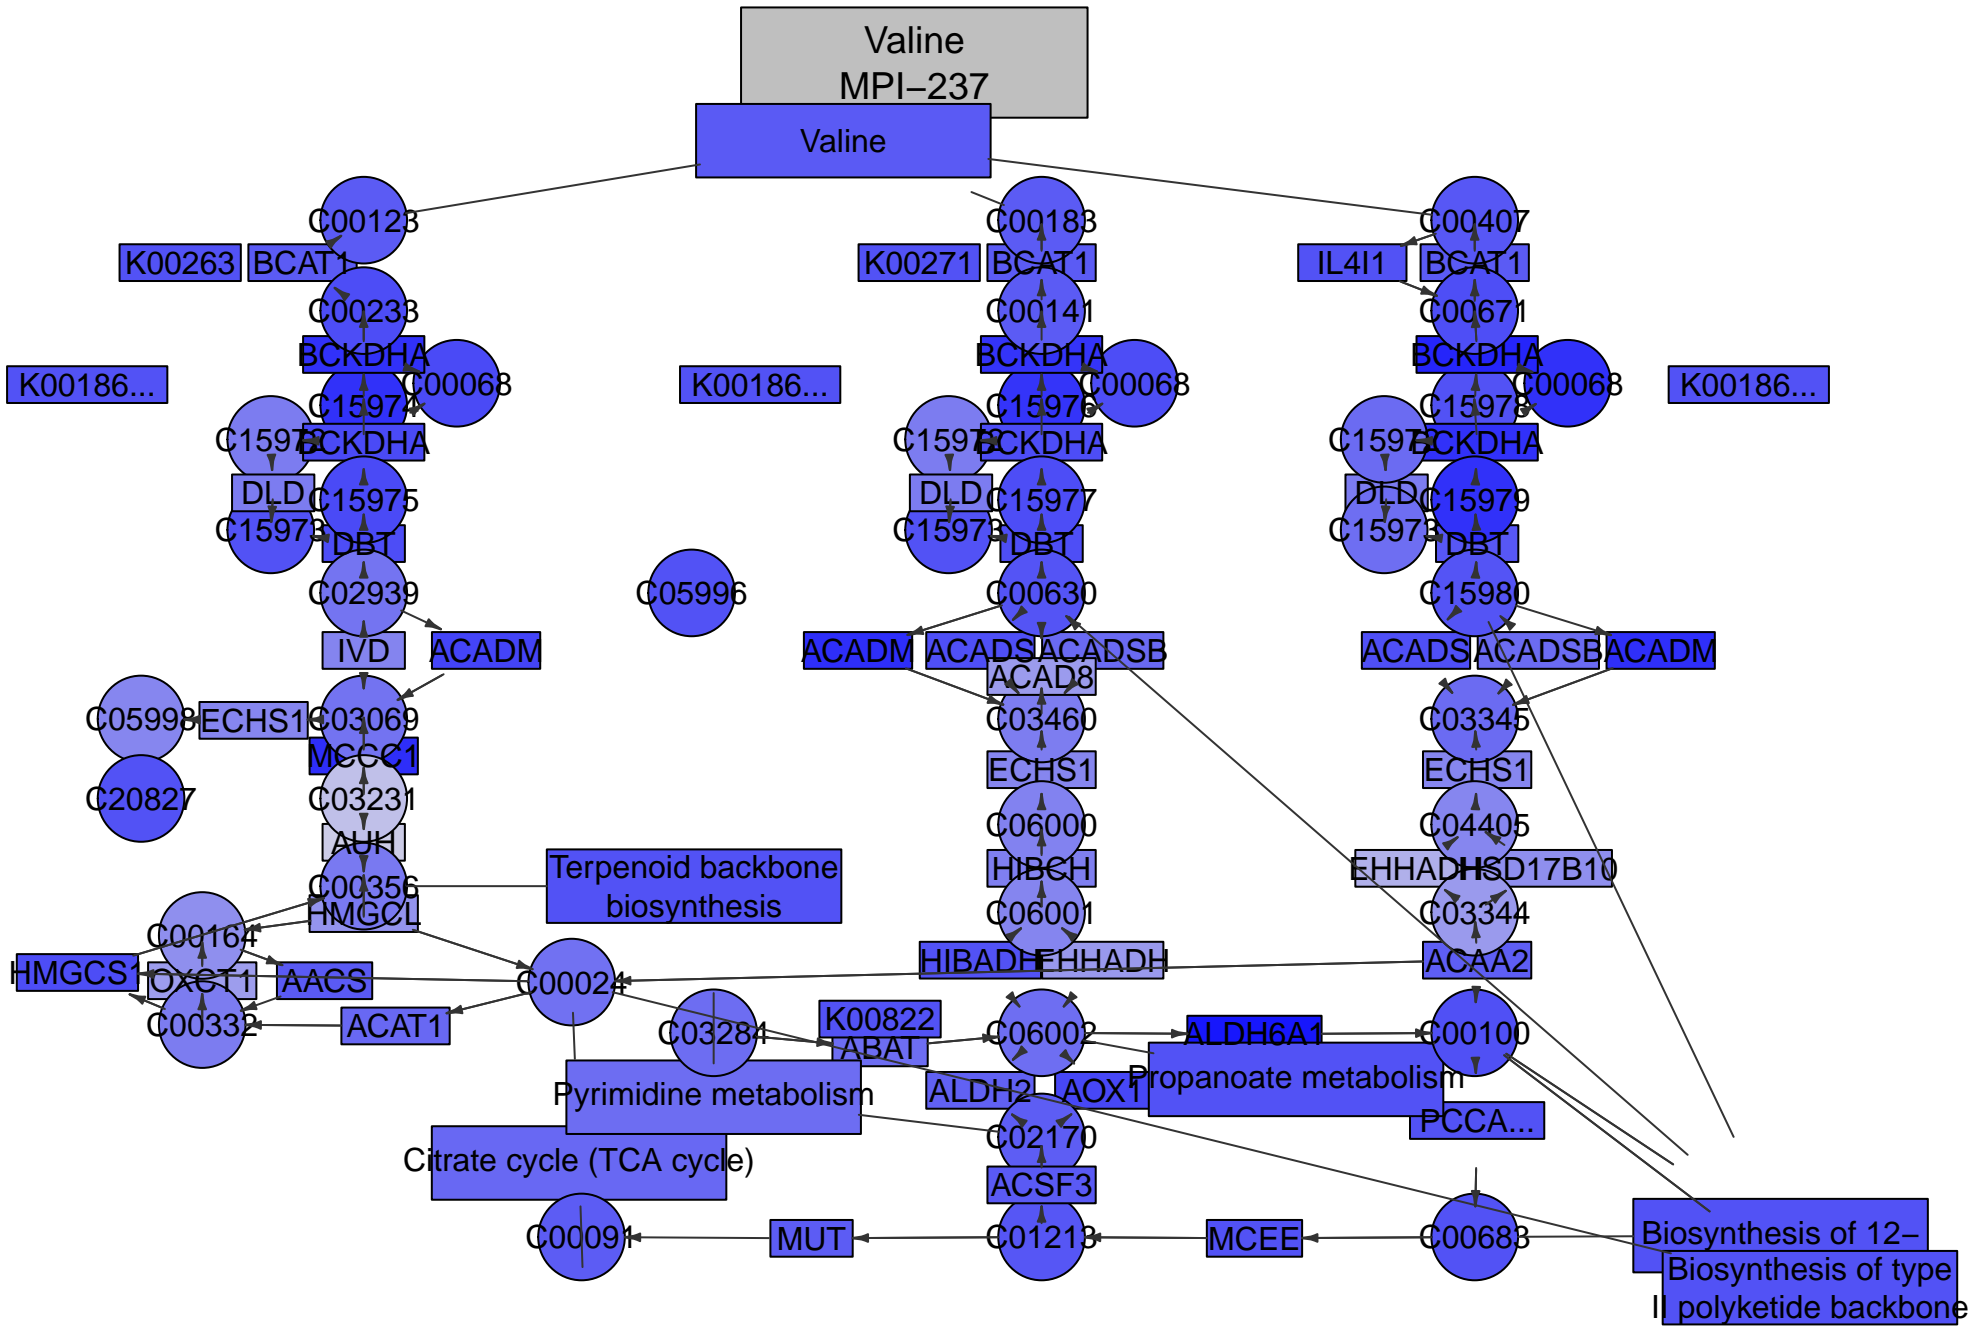 Valine
MPI−237
Valine
C00123
C00183
C00407
K00263
BCAT1
K00271
BCAT1
IL4I1
BCAT1
C00233
C00141
C00671
BCKDHA
BCKDHA
BCKDHA
K00186...
C15974
C00068
K00186...
C15976
C00068
C15978
C00068
K00186...
C15972
BCKDHA
C15972
BCKDHA
C15972
BCKDHA
DLD
C15975
DLD
C15977
DLD
C15979
C15973
DBT
C15973
DBT
C15973
DBT
C02939
C05996
C00630
C15980
IVD
ACADM
ACADM
ACADS
ACADSB
ACADS
ACADSB
ACADM
ACAD8
C05998
ECHS1
C03069
C03460
C03345
MCCC1
ECHS1
ECHS1
C20827
C03231
C06000
C04405
AUH
HIBCH
EHHADH
HSD17B10
C00356
Terpenoid backbone
biosynthesis
HMGCL
C06001
C03344
C00164
HMGCS1
OXCT1
AACS
C00024
HIBADH
EHHADH
ACAA2
C00332
ACAT1
C03284
K00822
ABAT
C06002
ALDH6A1
C00100
Pyrimidine metabolism
ALDH2
AOX1
Propanoate metabolism
PCCA...
Citrate cycle (TCA cycle)
C02170
ACSF3
C00091
MUT
C01213
MCEE
C00683
Biosynthesis of 12−
Biosynthesis of type
II polyketide backbone